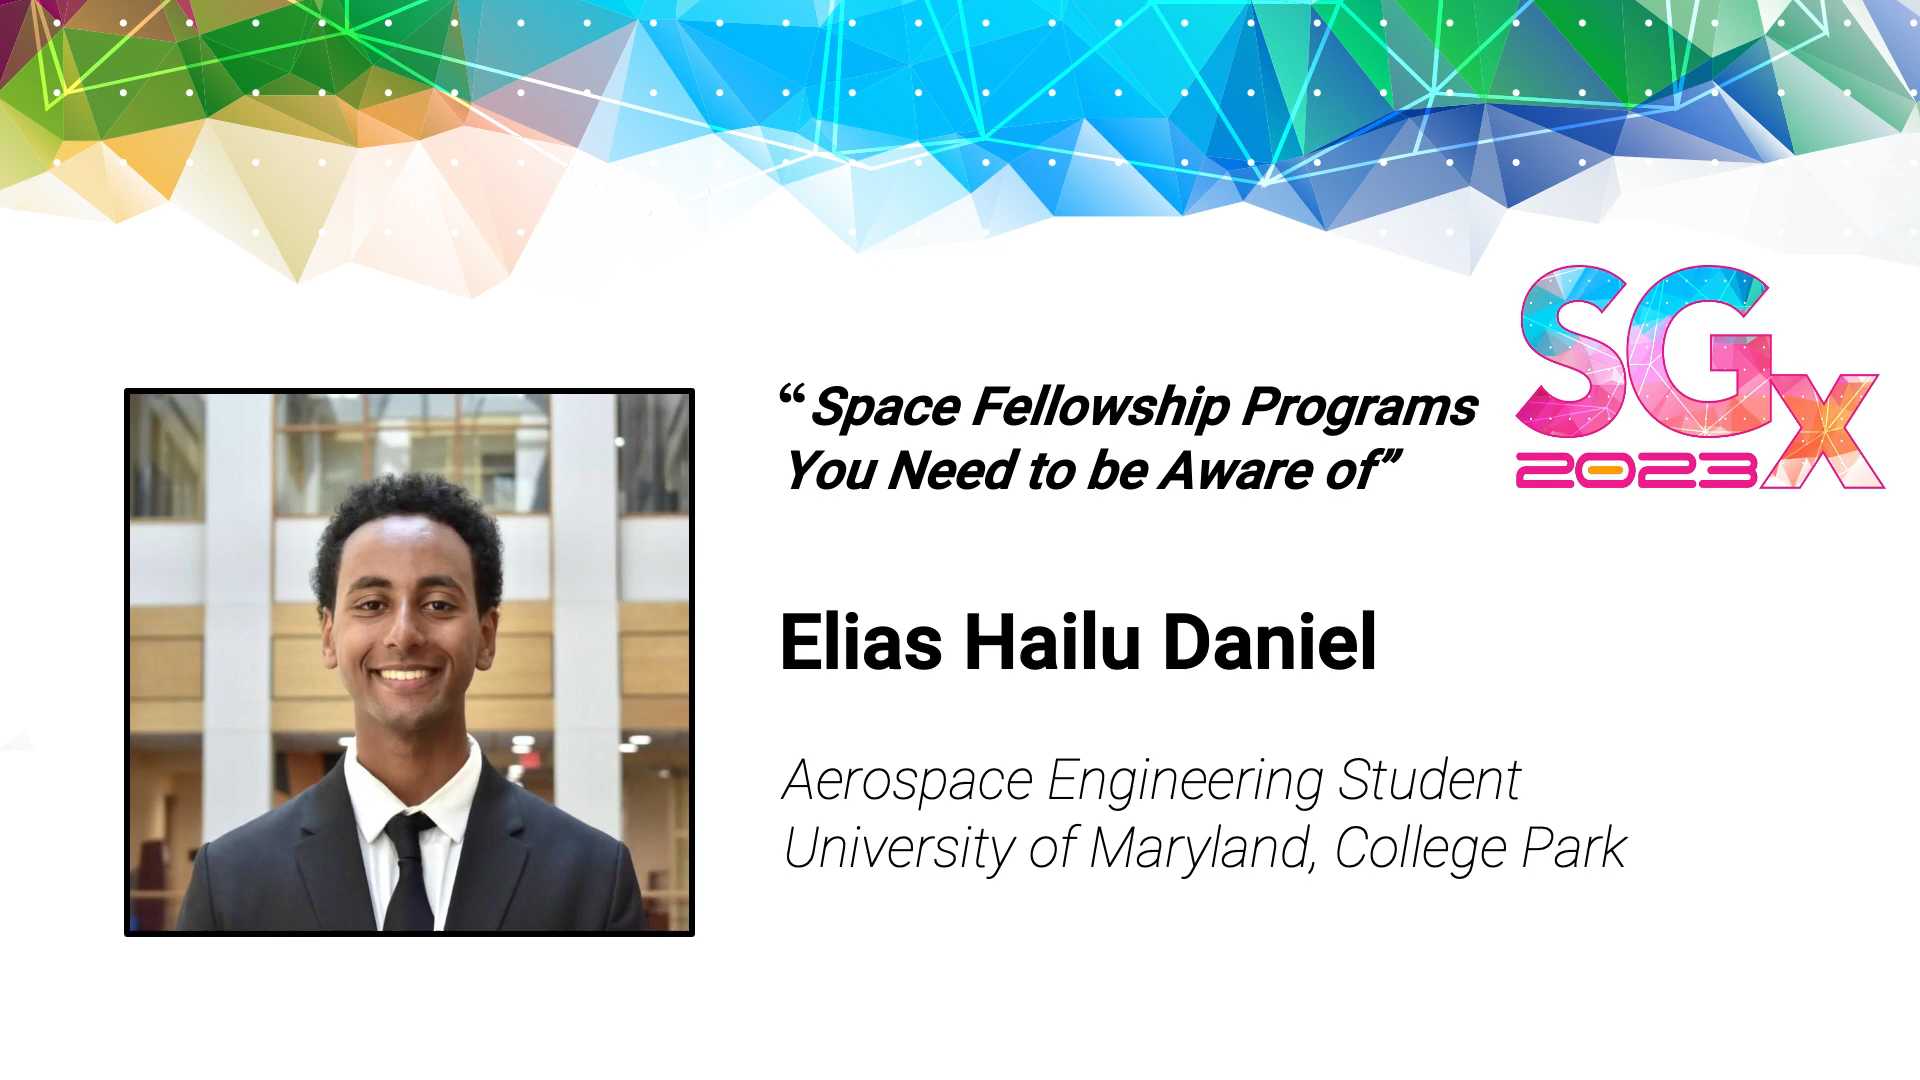 “Space Fellowship Programs
You Need to be Aware of”
SGx
2023
Elias Hailu Daniel
Aerospace Engineering Student
University of Maryland, College Park